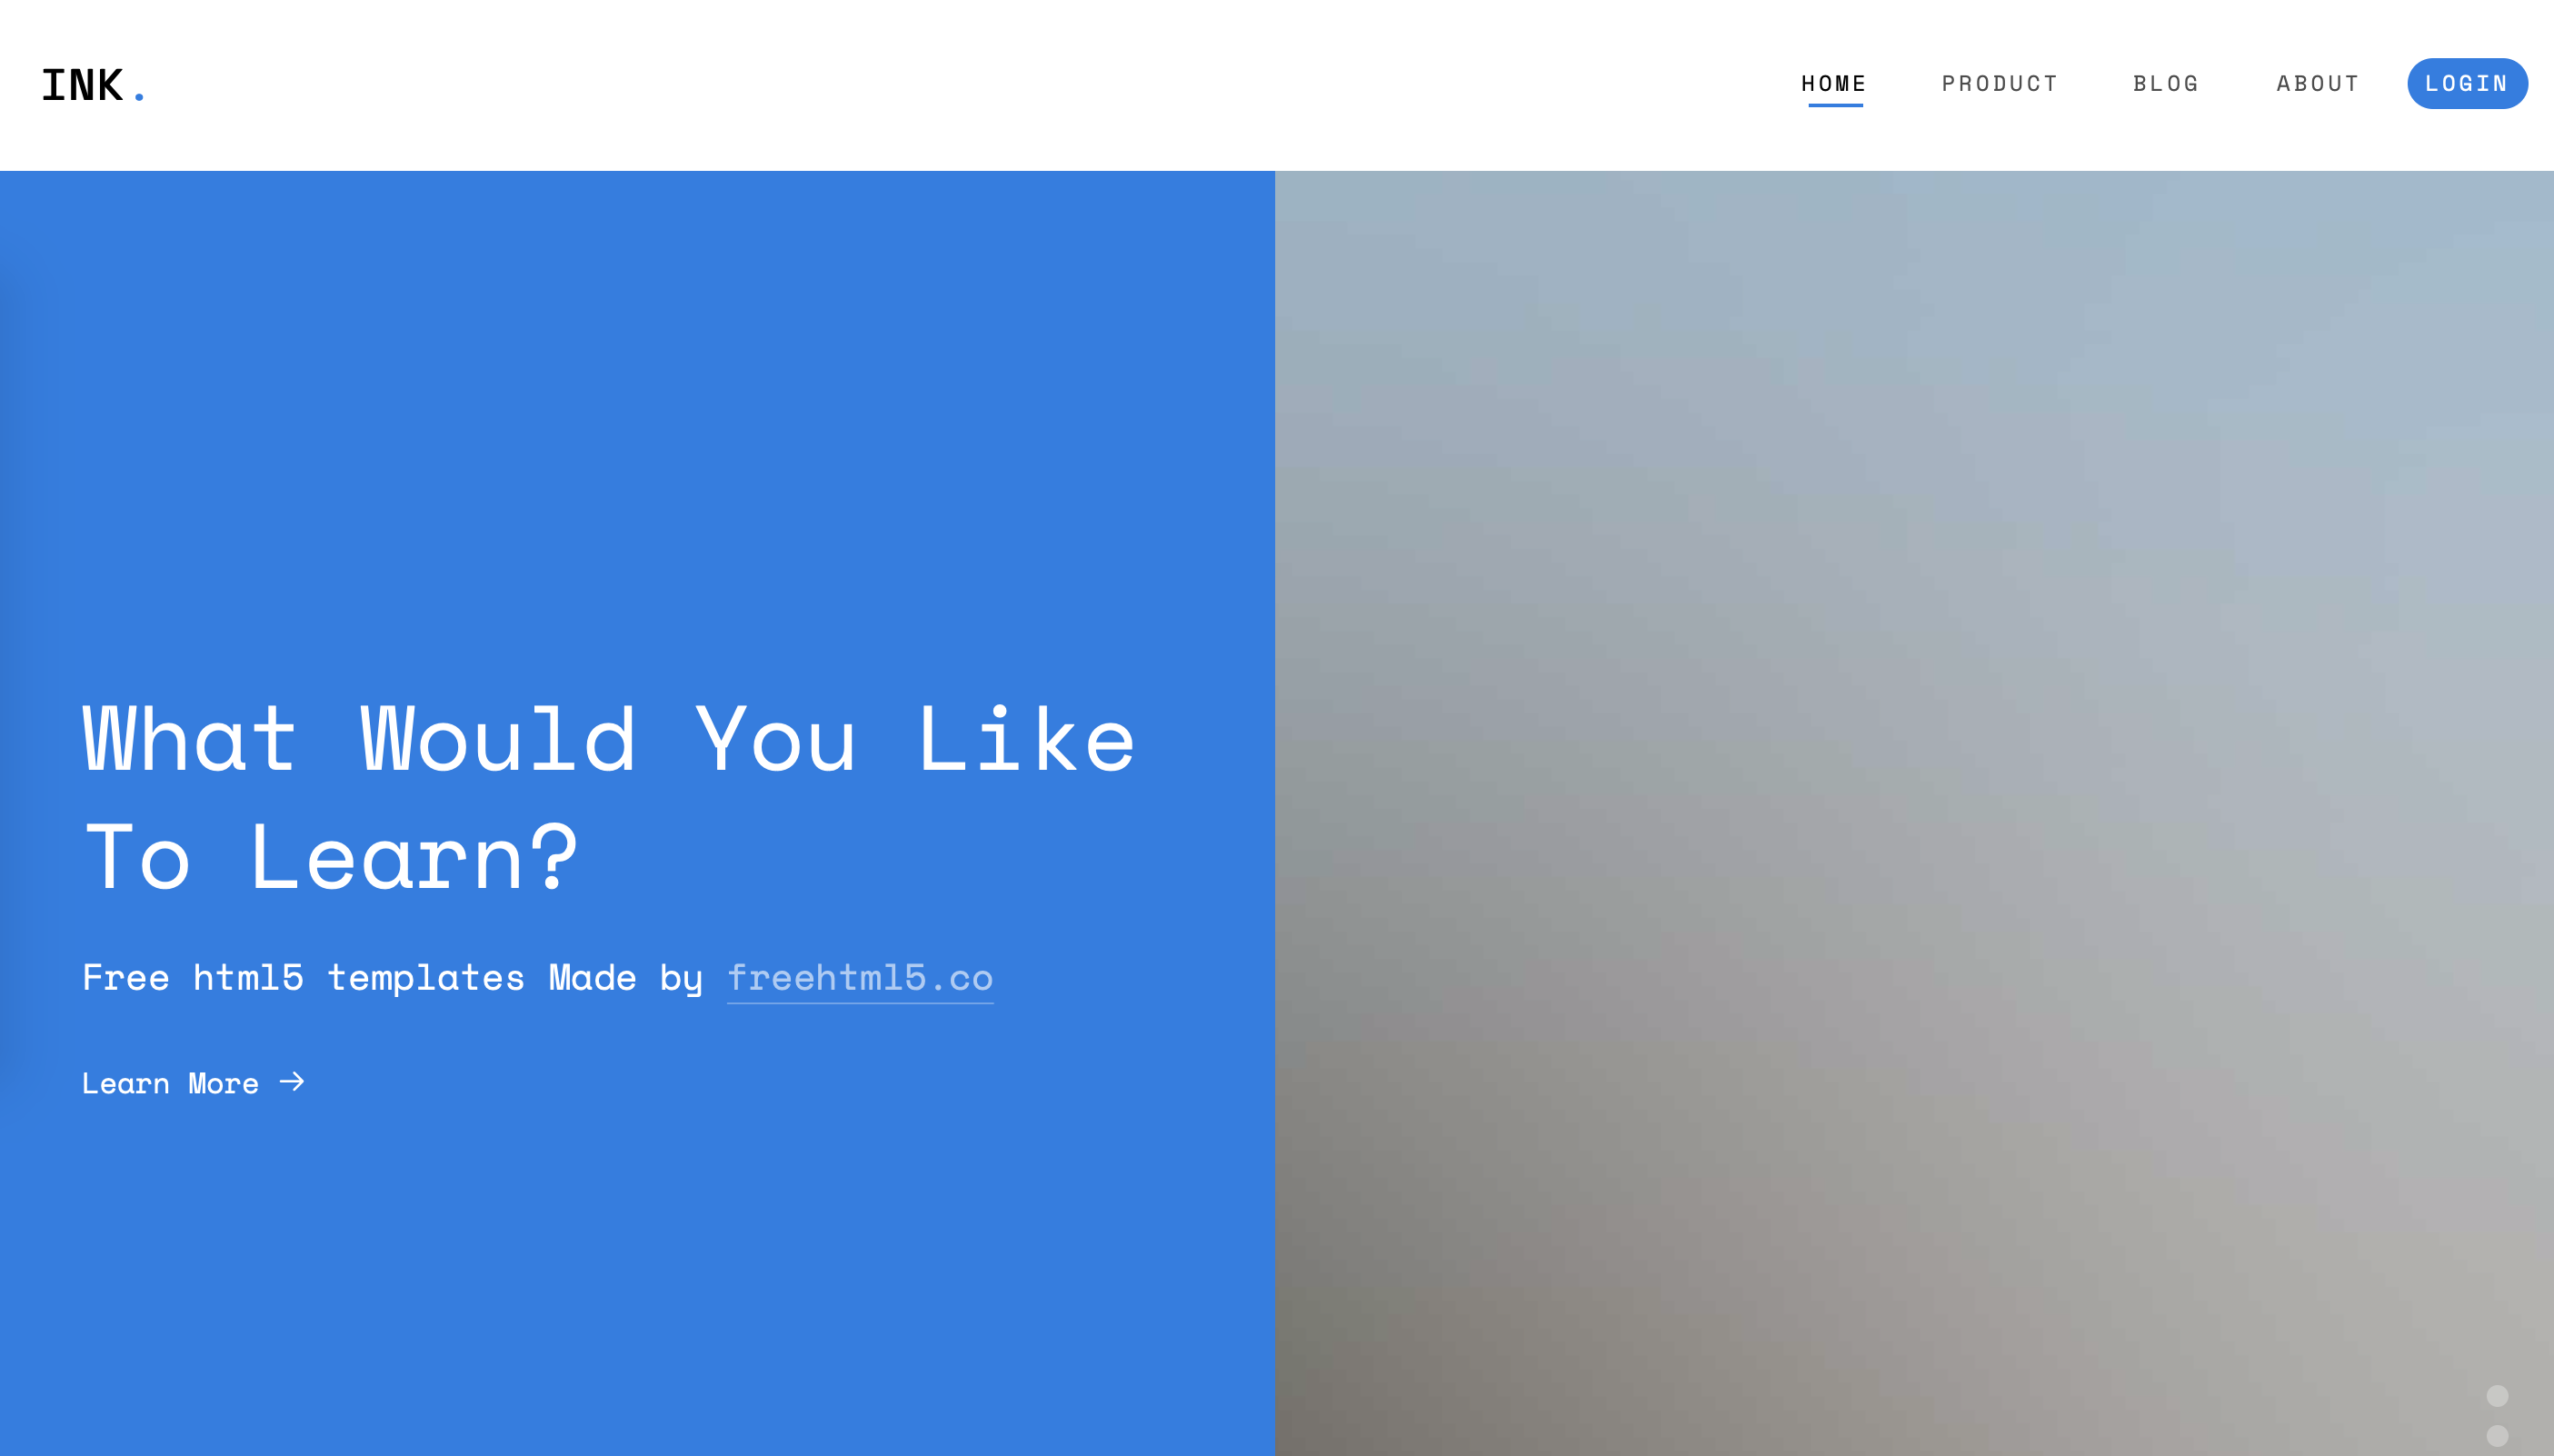 INK.
HOME PRODUCT BLOG ABOUT LOGIN
What Would You Like
To Learn?
Free html5 templates Made by freehtml5.co
Learn More →